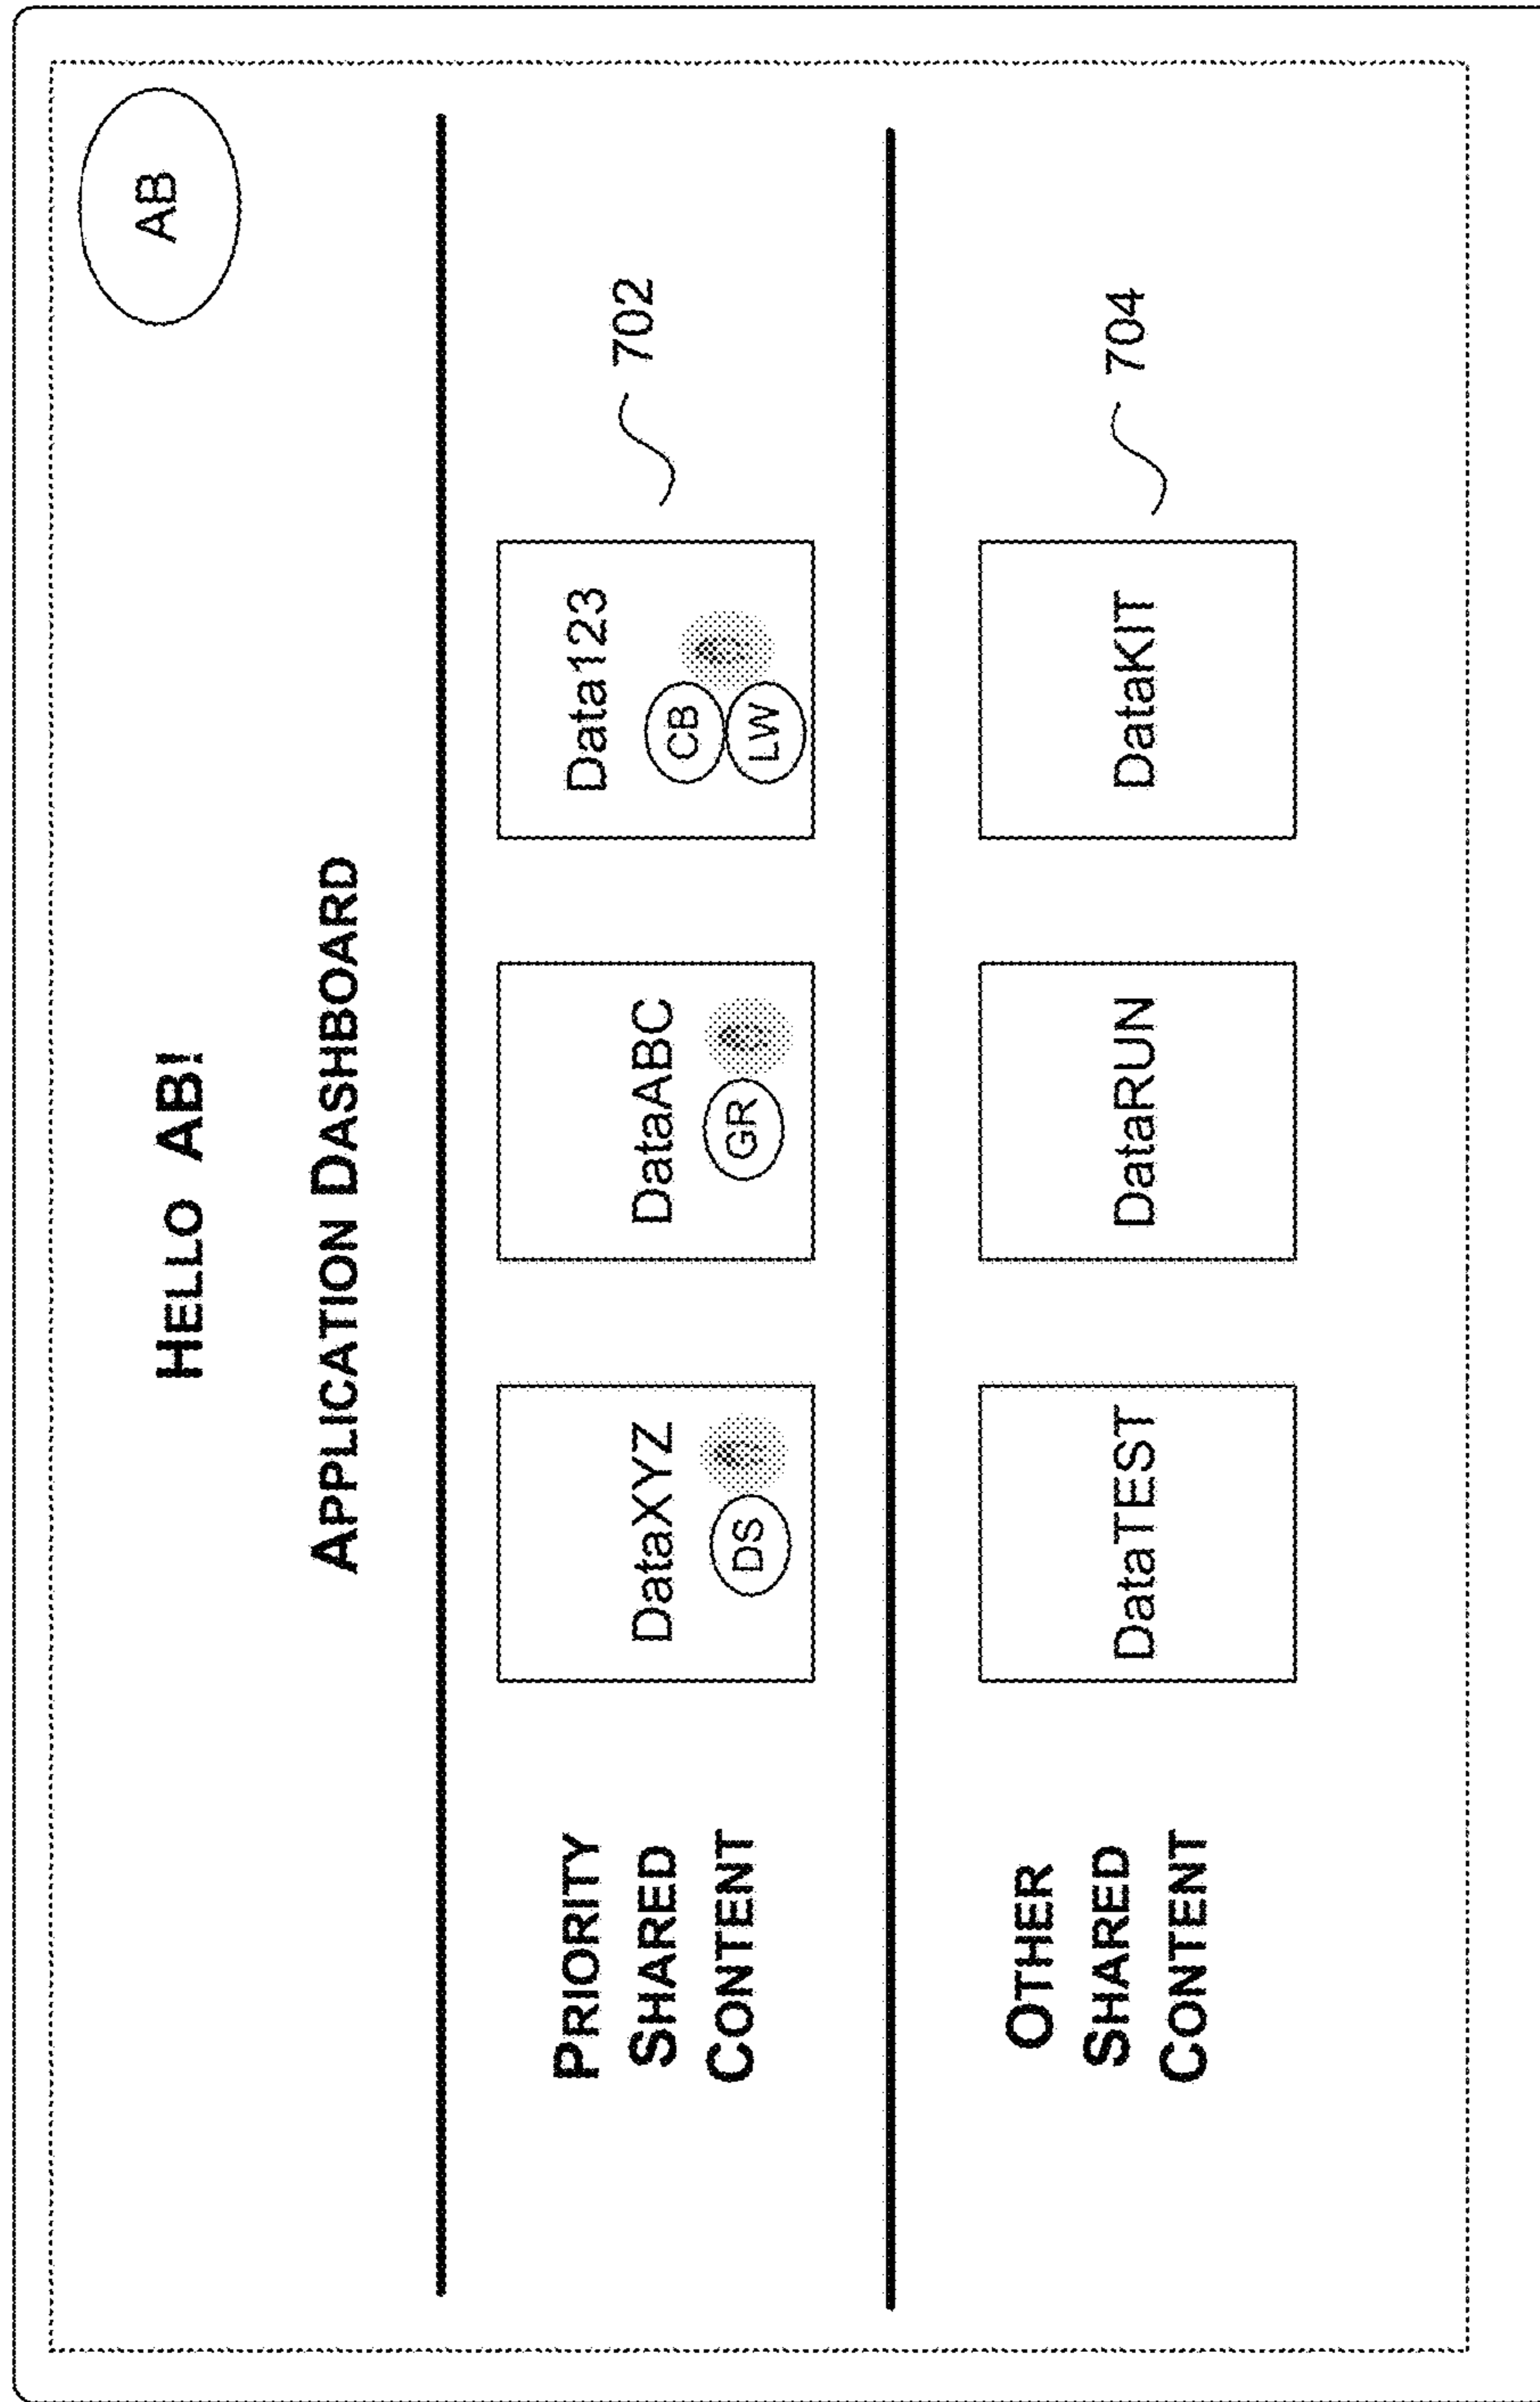 AB
HELLO AB!
APPLICATION DASHBOARD
PRIORITY
SHARED
CONTENT
DataXYZ
DS
DataABC
GR
Data123
CB
LW
702
OTHER
SHARED
CONTENT
DataTEST
DataRUN
DataKIT
704